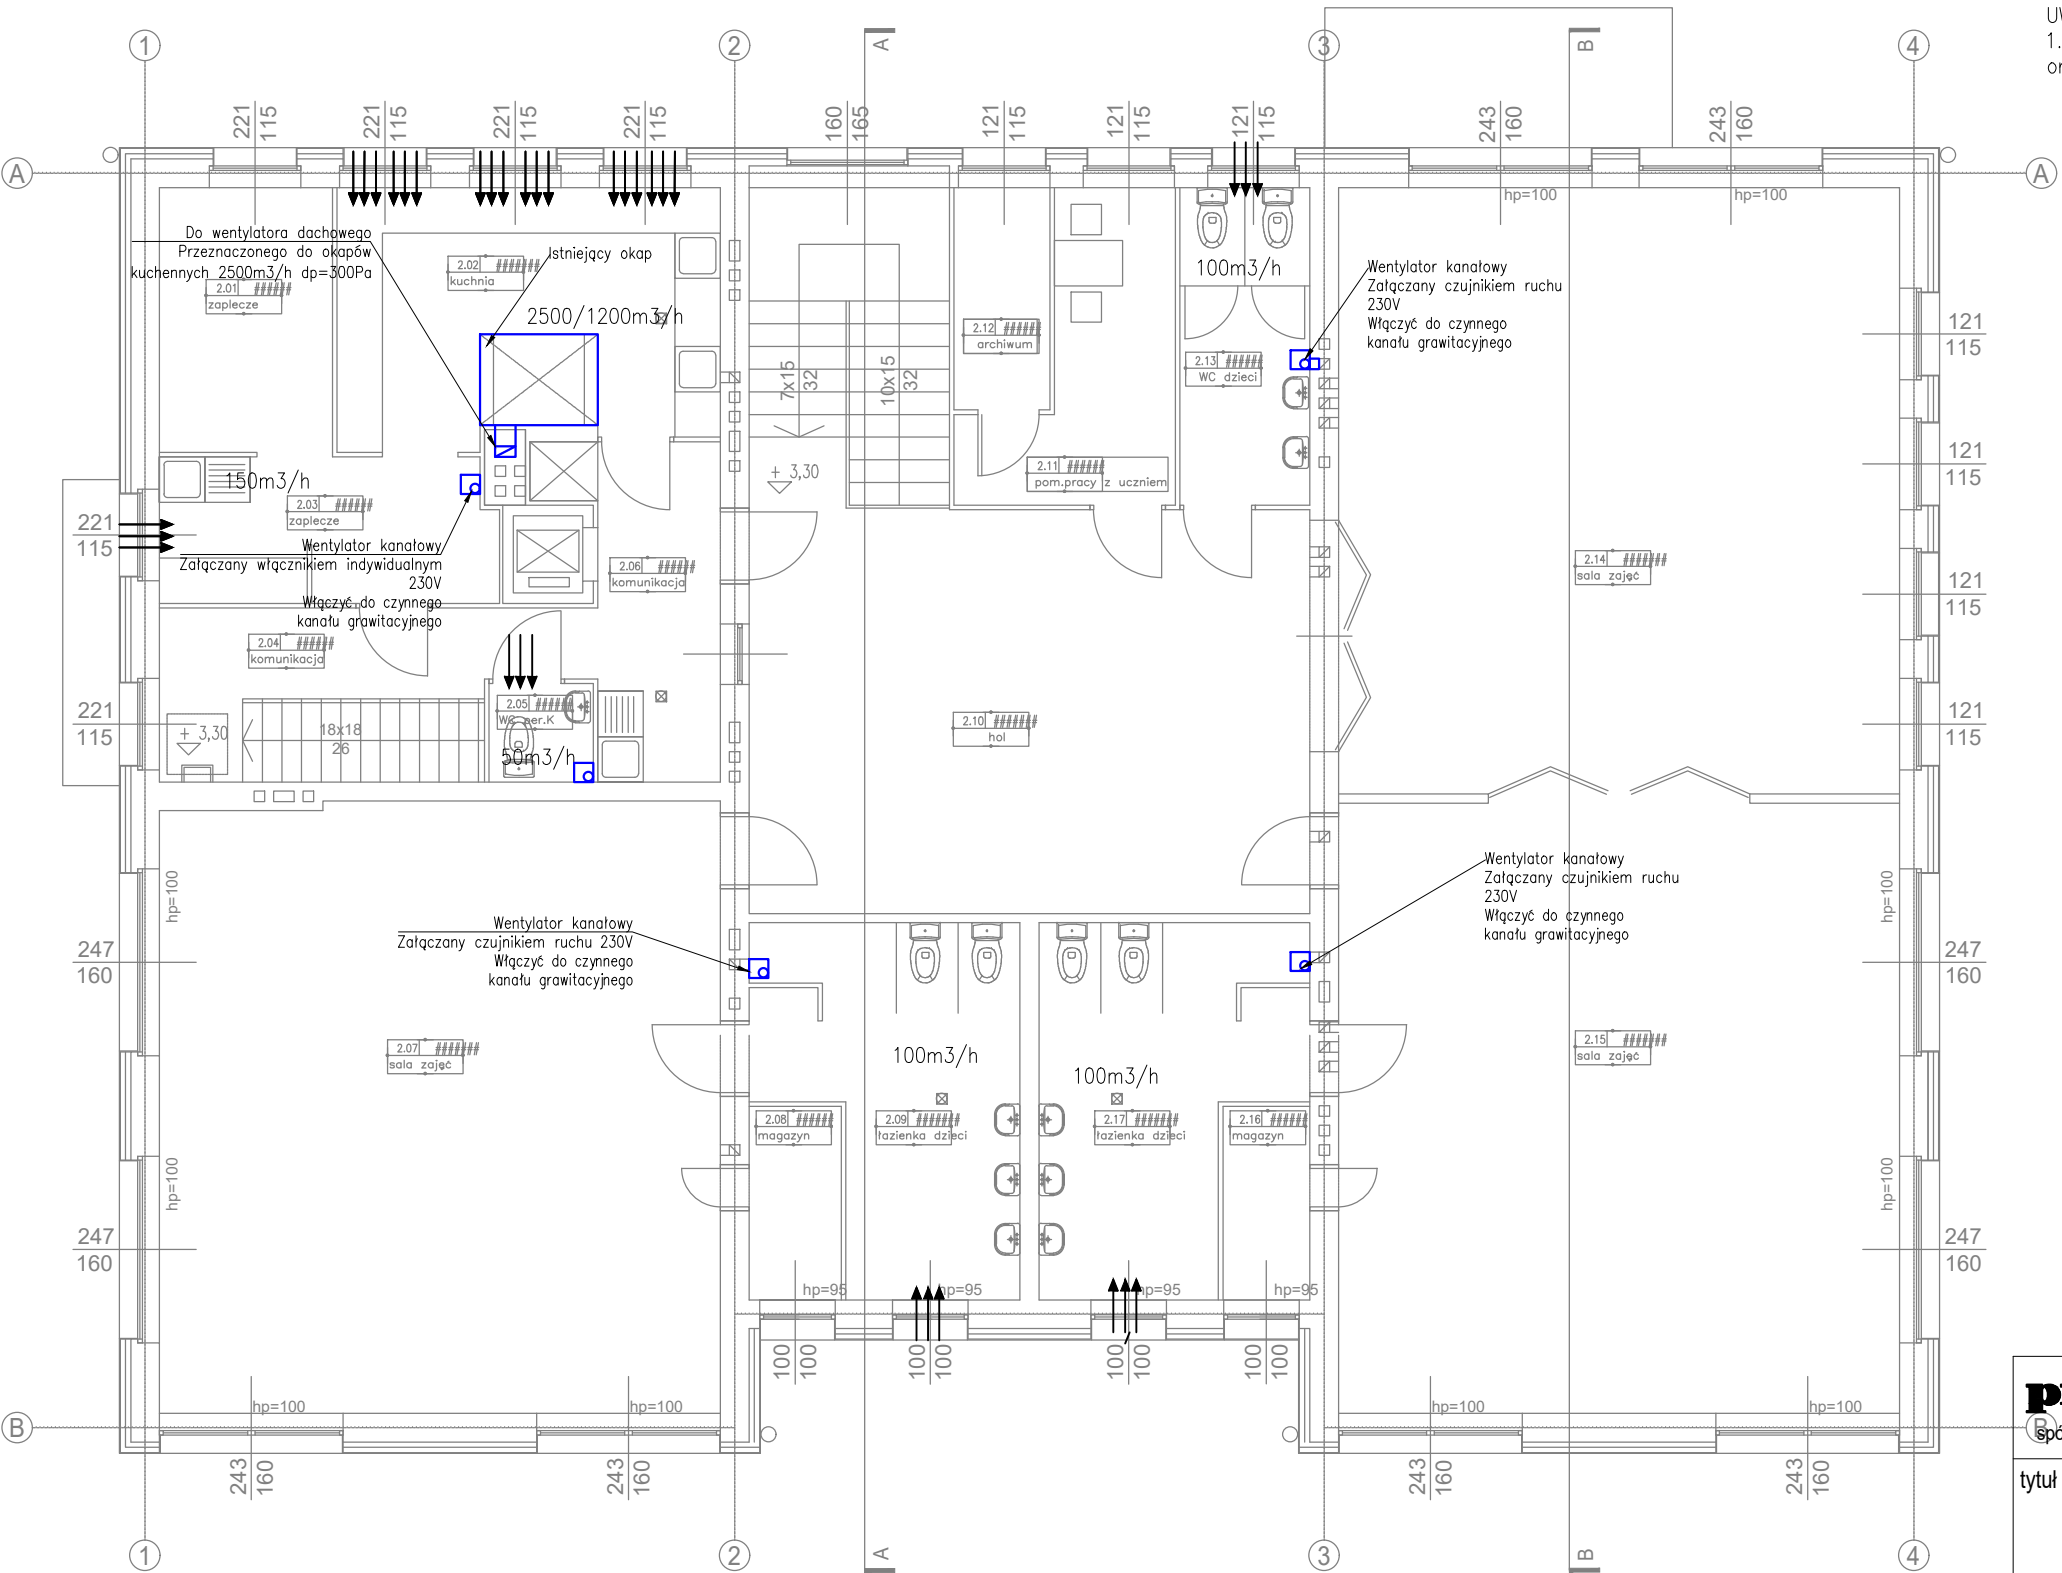 1
2
A
3
B
4
UW
1.
221
115
221
115
221
115
221
115
160
165
121
115
121
115
121
115
243
160
243
160
A
A
hp=100
hp=100
Do wentylatora dachowego
Przeznaczonego do okapów
kuchennych 2500m3/h dp=300Pa
Istniejący okap
2.01 ######
zaplecze
2.02 #######
kuchnia
2500/1200m3/h
100m3/h
Wentylator kanałowy
Załączany czujnikiem ruchu
230V
Włączyć do czynnego
kanału grawitacyjnego
2.12 ######
archiwum
2.13 ######
WC dzieci
7x15
32
10x15
32
+ 3,30
2.11 ######
pom.pracy z uczniem
121
115
121
115
121
115
121
115
150m3/h
2.03 ######
zaplecze
221
115
Wentylator kanałowy
Załączany włącznikiem indywidualnym
230V
Włączyć do czynnego
kanału grawitacyjnego
2.06 ######
komunikacja
2.14 #######
sala zajęć
2.04 ######
komunikacja
2.05 ######
WC per.K
50m3/h
221
115
+ 3,30
18x18
26
2.10 #######
hol
hp=100
hp=100
Wentylator kanałowy
Załączany czujnikiem ruchu
230V
Włączyć do czynnego
kanału grawitacyjnego
Wentylator kanałowy
Załączany czujnikiem ruchu 230V
Włączyć do czynnego
kanału grawitacyjnego
247
160
247
160
2.07 #######
sala zajęć
100m3/h
100m3/h
2.15 #######
sala zajęć
2.08 ######
magazyn
2.09 #######
łazienka dzieci
2.17 #######
łazienka dzieci
2.16 ######
magazyn
hp=100
hp=100
247
160
247
160
hp=95
hp=95
hp=95
hp=95
100
100
100
100
100
100
100
100
hp=100
hp=100
hp=100
hp=100
B
B
243
160
243
160
243
160
243
160
spó
tytuł
1
2
A
3
B
4